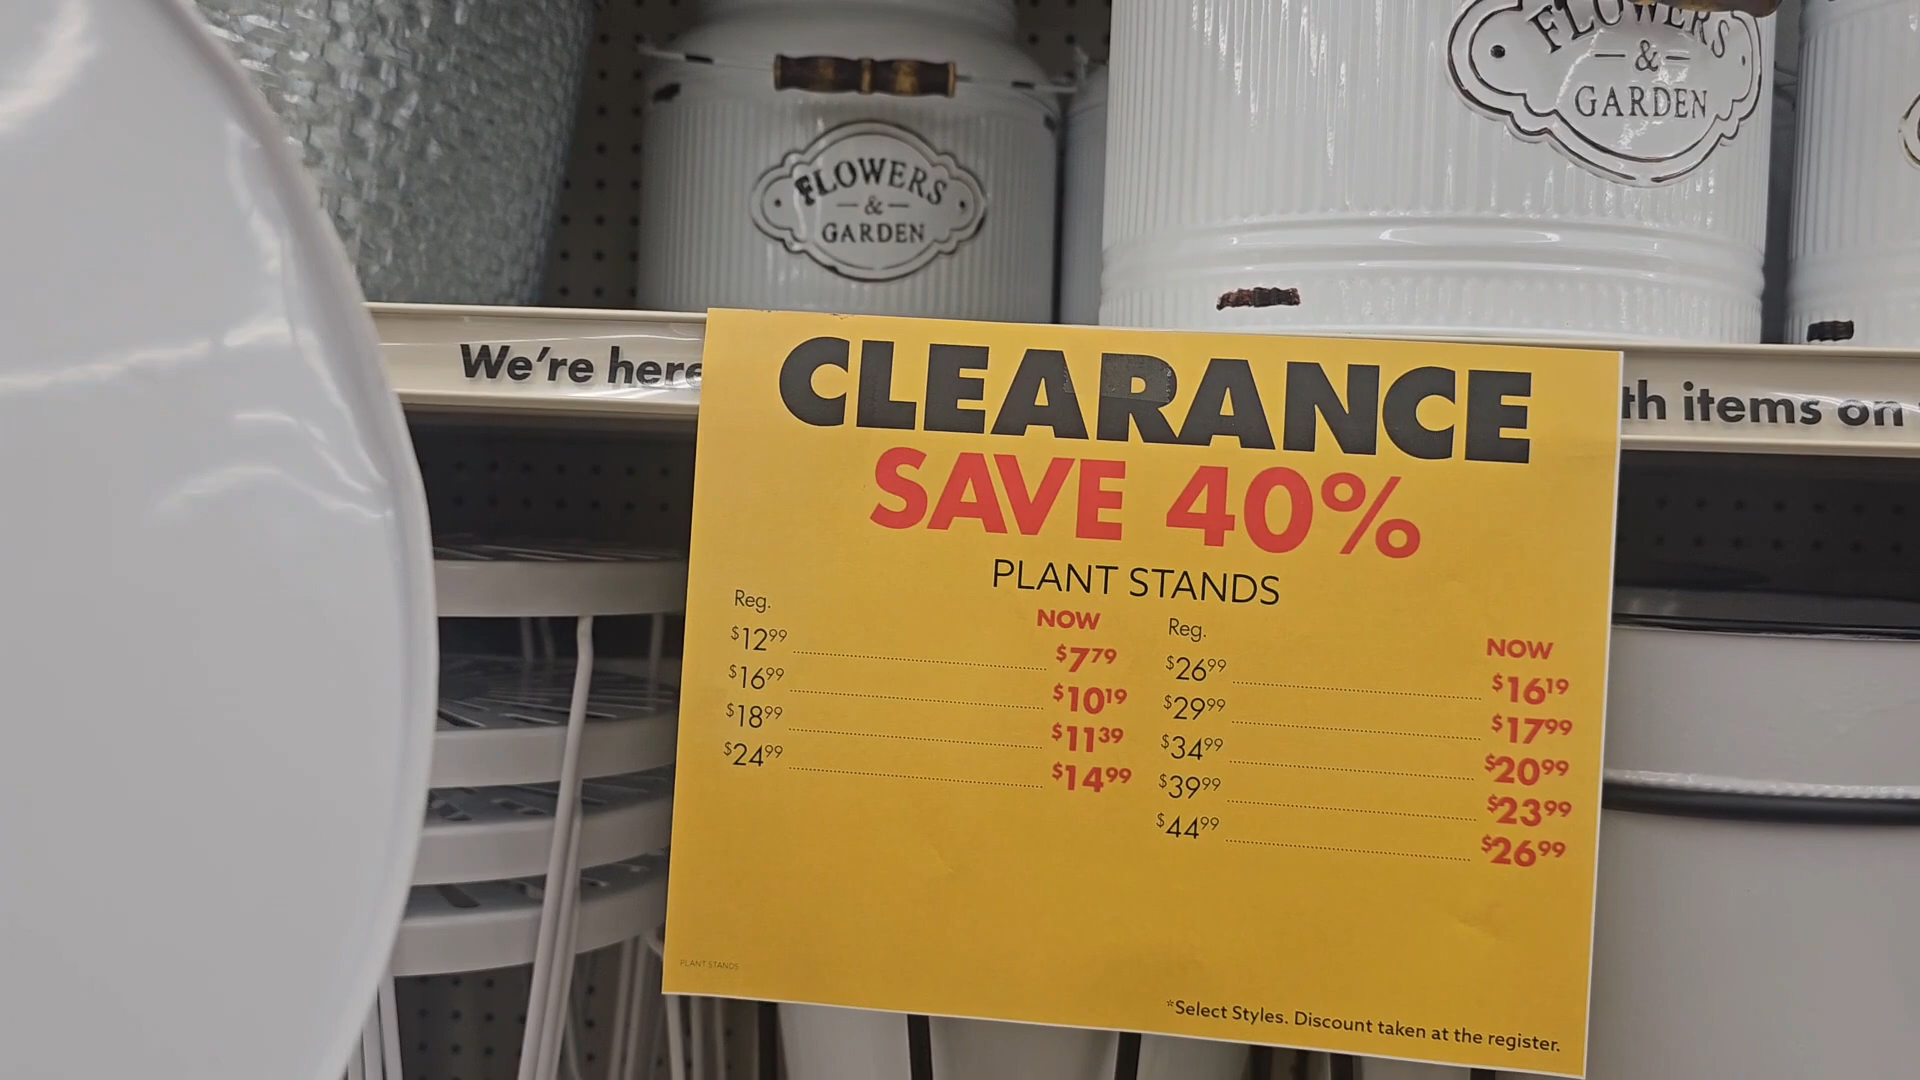 FLOWERS
&
GARDEN
FLOWERS
&
GARDEN
We're here
th items on
CLEARANCE
SAVE 40%
PLANT STANDS
Reg. NOW
$12.99 $7.79
$16.99 $10.19
$18.99 $11.39
$24.99 $14.99
Reg. NOW
$26.99 $16.19
$29.99 $17.99
$34.99 $20.99
$39.99 $23.99
$44.99 $26.99
PLANT STANDS
*Select Styles. Discount taken at the register.